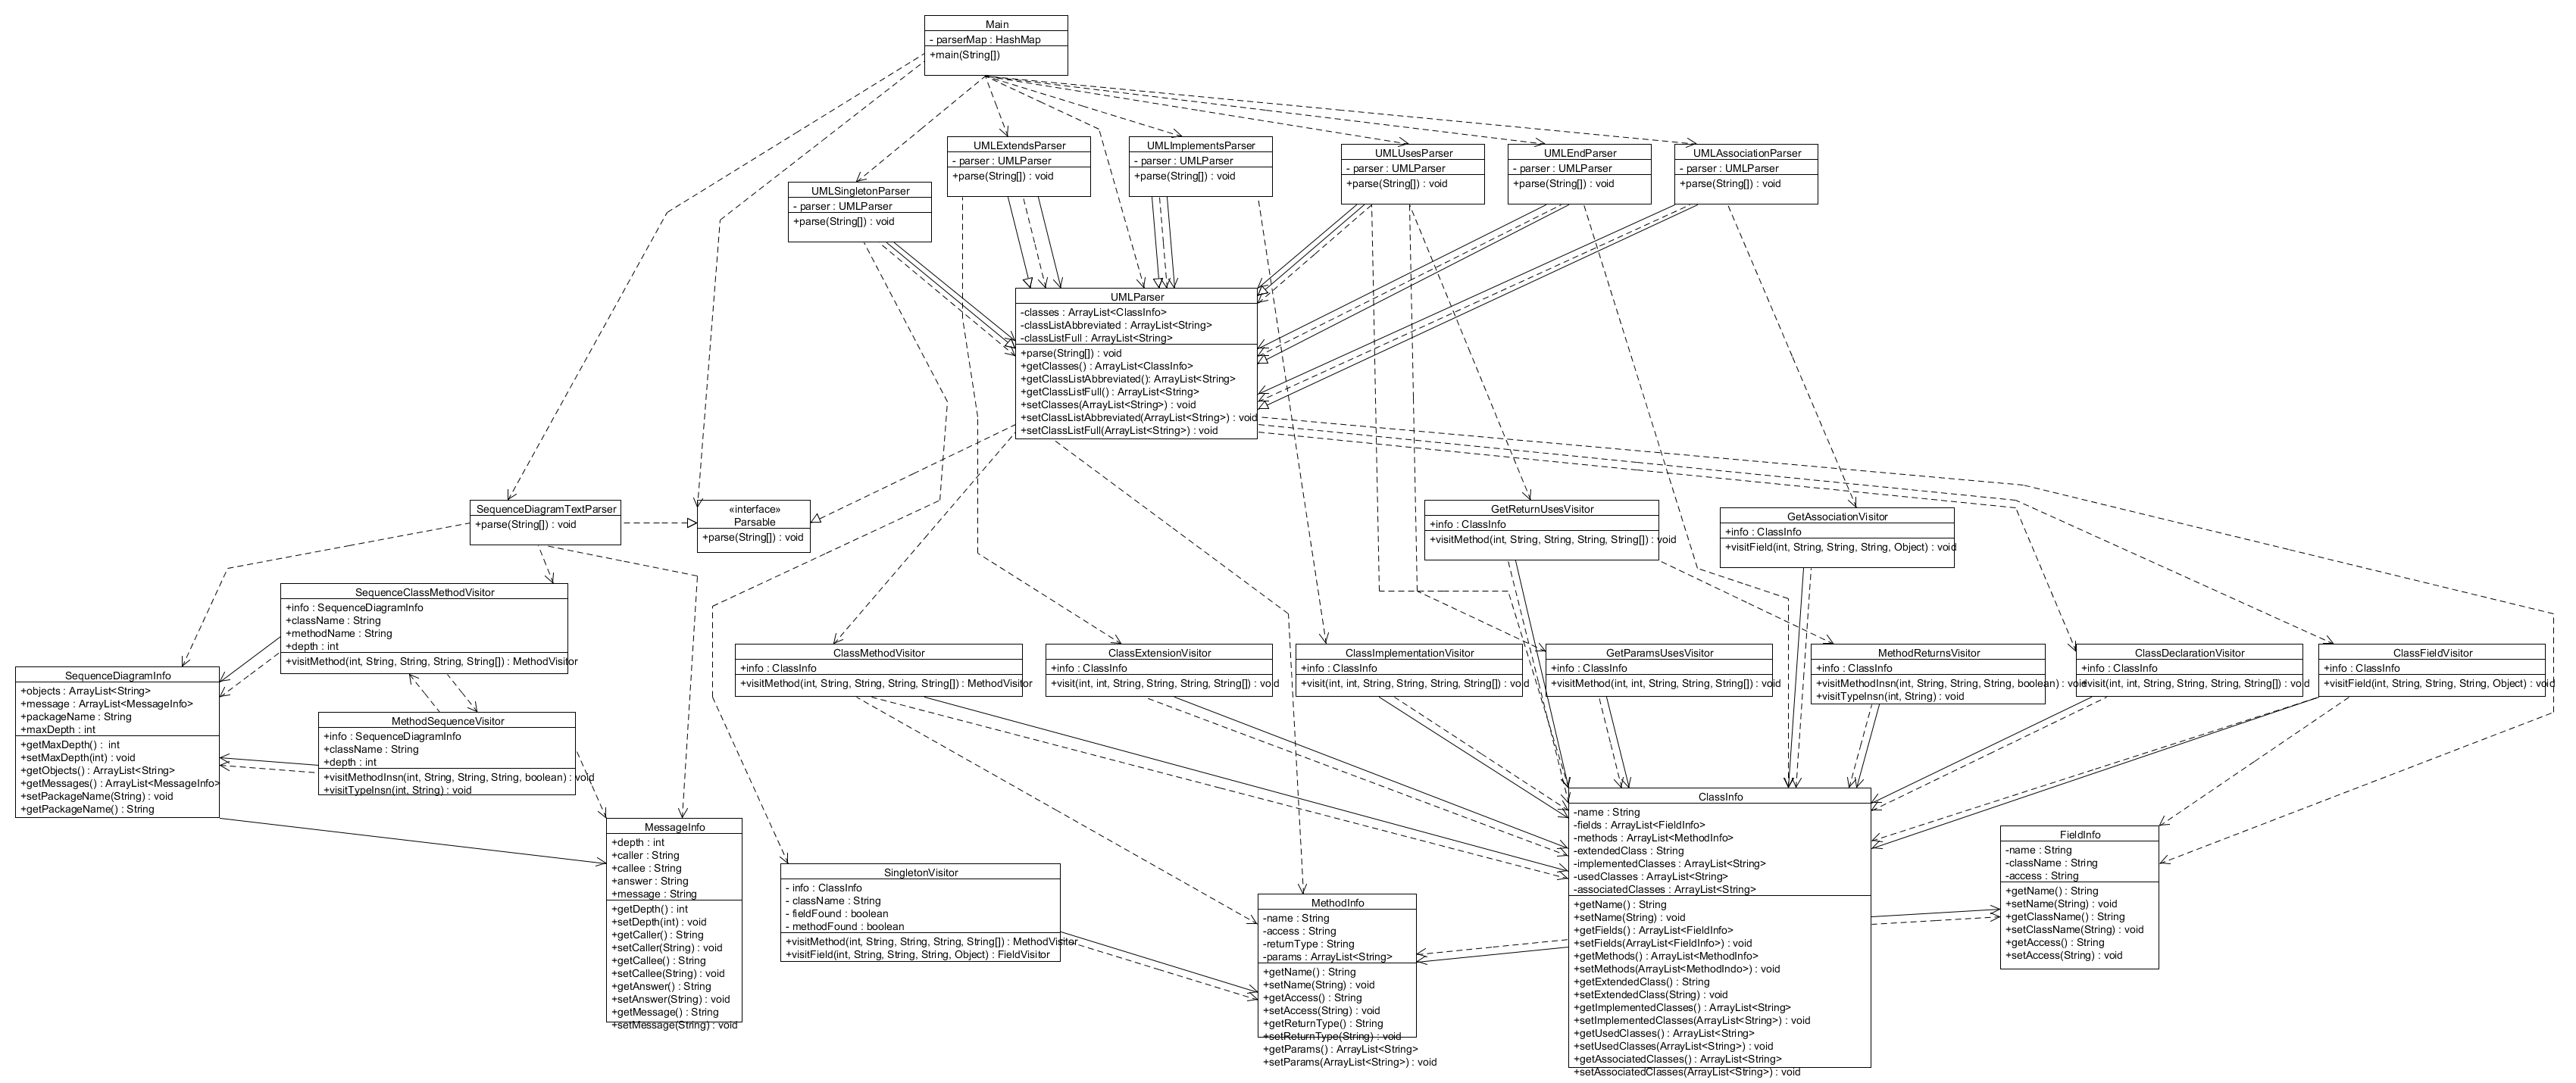 Main
- parserMap : HashMap
+main(String[])
UMLExtendsParser
- parser : UMLParser
+parse(String[]) : void
UMLImplementsParser
- parser : UMLParser
+parse(String[]) : void
UMLUsesParser
- parser : UMLParser
+parse(String[]) : void
UMLEndParser
- parser : UMLParser
+parse(String[]) : void
UMLAssociationParser
- parser : UMLParser
+parse(String[]) : void
UMLSingletonParser
- parser : UMLParser
+parse(String[]) : void
UMLParser
-classes : ArrayList<ClassInfo>
-classListAbbreviated : ArrayList<String>
-classListFull : ArrayList<String>
+parse(String[]) : void
+getClasses() : ArrayList<ClassInfo>
+getClassListAbbreviated(): ArrayList<String>
+getClassListFull() : ArrayList<String>
+setClasses(ArrayList<String>) : void
+setClassListAbbreviated(ArrayList<String>) : void
+setClassListFull(ArrayList<String>) : void
SequenceDiagramTextParser
+parse(String[]) : void
«interface»
Parsable
+parse(String[]) : void
GetReturnUsesVisitor
+info : ClassInfo
+visitMethod(int, String, String, String, String[]) : void
GetAssociationVisitor
+info : ClassInfo
+visitField(int, String, String, String, Object) : void
SequenceClassMethodVisitor
+info : SequenceDiagramInfo
+className : String
+methodName : String
+depth : int
+visitMethod(int, String, String, String, String[]) : MethodVisitor
ClassMethodVisitor
+info : ClassInfo
+visitMethod(int, String, String, String, String[]) : MethodVisitor
ClassExtensionVisitor
+info : ClassInfo
+visit(int, int, String, String, String, String[]) : void
ClassImplementationVisitor
+info : ClassInfo
+visit(int, int, String, String, String, String[]) : void
GetParamsUsesVisitor
+info : ClassInfo
+visitMethod(int, String, String, String, String[]) : void
MethodReturnsVisitor
+info : ClassInfo
+visitMethodInsn(int, String, String, String, boolean) : void
+visitTypeInsn(int, String) : void
ClassDeclarationVisitor
+info : ClassInfo
+visit(int, int, String, String, String, String[]) : void
ClassFieldVisitor
+info : ClassInfo
+visitField(int, String, String, String, Object) : void
SequenceDiagramInfo
+objects : ArrayList<String>
+message : ArrayList<MessageInfo>
+packageName : String
+maxDepth : int
+getMaxDepth() : int
+setMaxDepth(int) : void
+getObjects() : ArrayList<String>
+getMessages() : ArrayList<MessageInfo>
+setPackageName(String) : void
+getPackageName() : String
MethodSequenceVisitor
+info : SequenceDiagramInfo
+className : String
+depth : int
+visitMethodInsn(int, String, String, String, boolean) : void
+visitTypeInsn(int, String) : void
MessageInfo
+depth : int
+caller : String
+callee : String
+answer : String
+message : String
+getDepth() : int
+setDepth(int) : void
+getCaller() : String
+setCaller(String) : void
+getCallee() : String
+setCallee(String) : void
+getAnswer() : String
+setAnswer(String) : void
+getMessage() : String
+setMessage(String) : void
SingletonVisitor
- info : ClassInfo
- className : String
- fieldFound : boolean
- methodFound : boolean
+visitMethod(int, String, String, String, String[]) : MethodVisitor
+visitField(int, String, String, String, Object) : FieldVisitor
MethodInfo
-name : String
-access : String
-returnType : String
-params : ArrayList<String>
+getName() : String
+setName(String) : void
+getAccess() : String
+setAccess(String) : void
+getReturnType() : String
+setReturnType(String) : void
+getParams() : ArrayList<String>
+setParams(ArrayList<String>) : void
ClassInfo
-name : String
-fields : ArrayList<FieldInfo>
-methods : ArrayList<MethodInfo>
-extendedClass : String
-implementedClasses : ArrayList<String>
-usedClasses : ArrayList<String>
-associatedClasses : ArrayList<String>
+getName() : String
+setName(String) : void
+getFields() : ArrayList<FieldInfo>
+setFields(ArrayList<FieldInfo>) : void
+getMethods() : ArrayList<MethodInfo>
+setMethods(ArrayList<MethodIndo>) : void
+getExtendedClass() : String
+setExtendedClass(String) : void
+getImplementedClasses() : ArrayList<String>
+setImplementedClasses(ArrayList<String>) : void
+getUsedClasses() : ArrayList<String>
+setUsedClasses(ArrayList<String>) : void
+getAssociatedClasses() : ArrayList<String>
+setAssociatedClasses(ArrayList<String>) : void
FieldInfo
-name : String
-className : String
-access : String
+getName() : String
+setName(String) : void
+getClassName() : String
+setClassName(String) : void
+getAccess() : String
+setAccess(String) : void